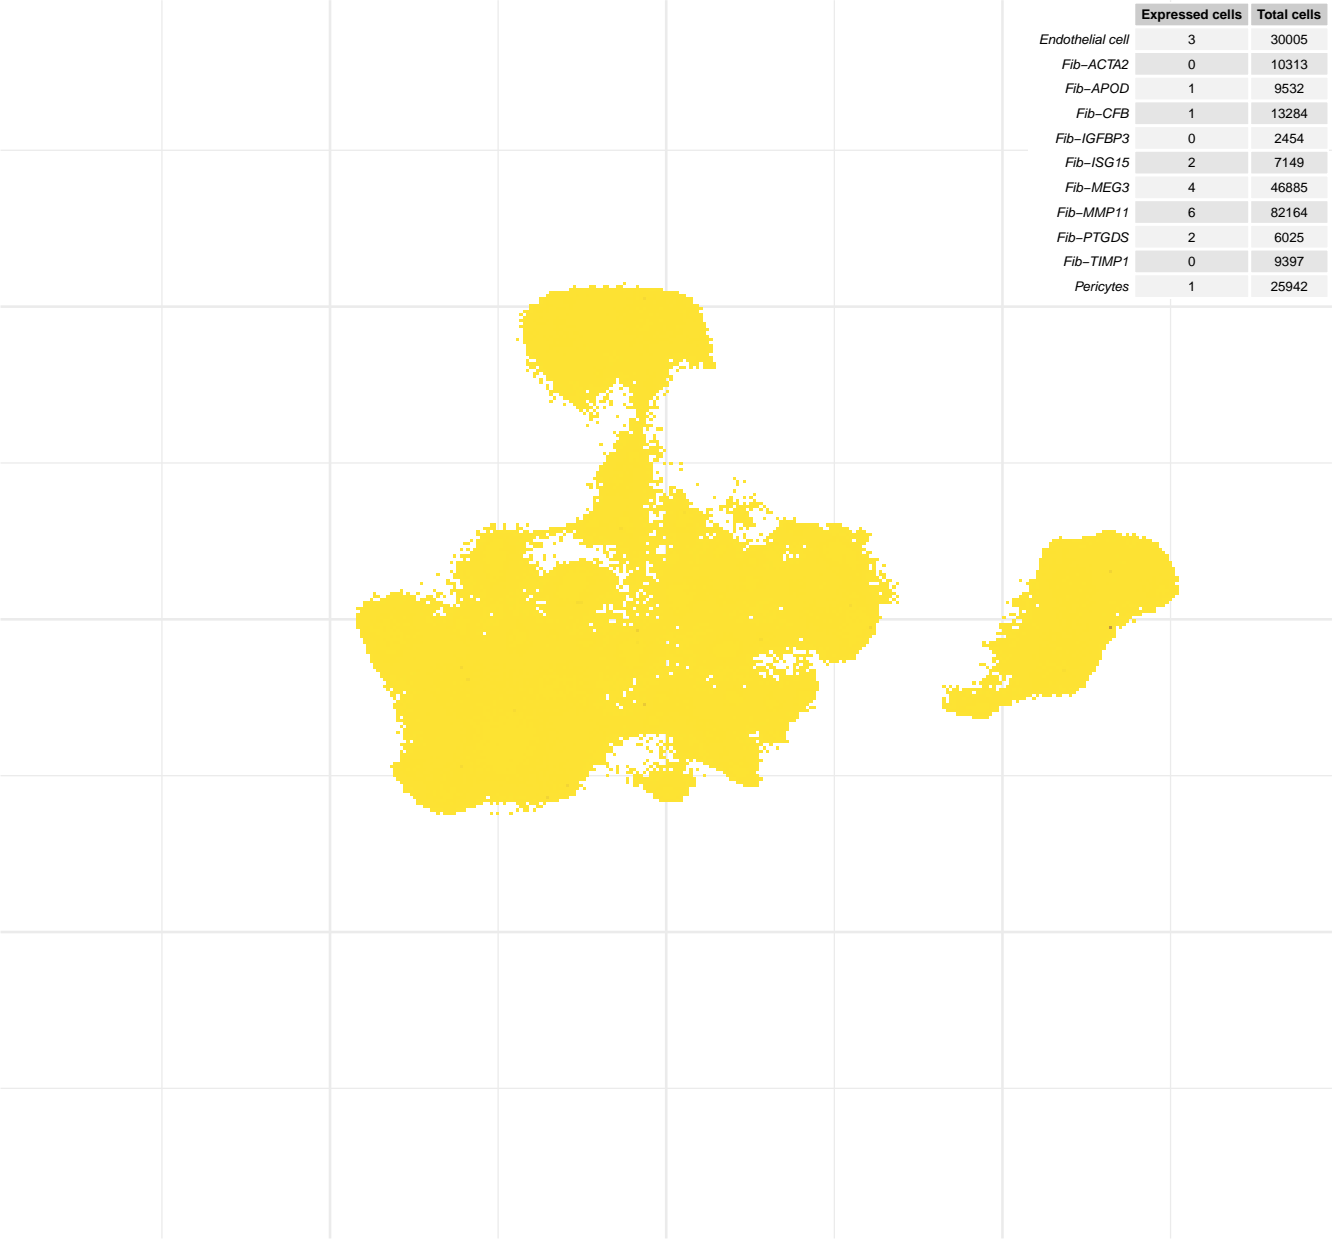 Expressed cells Total cells
Endothelial cell 3 30005
Fib−ACTA2 0 10313
Fib−APOD 1 9532
Fib−CFB 1 13284
Fib−IGFBP3 0 2454
Fib−ISG15 2 7149
Fib−MEG3 4 46885
Fib−MMP11 6 82164
Fib−PTGDS 2 6025
Fib−TIMP1 0 9397
Pericytes 1 25942